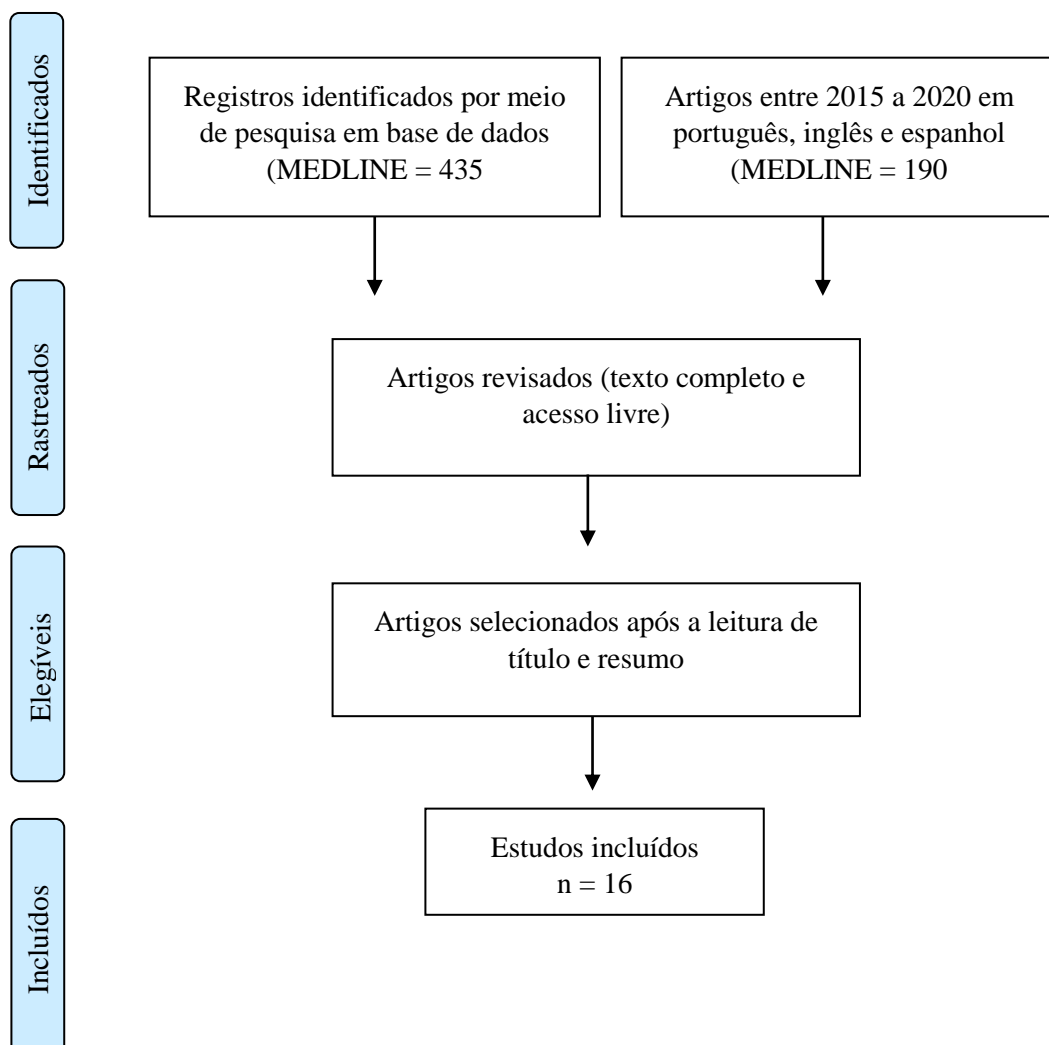 Identificados
Registros identificados por meio
de pesquisa em base de dados
(MEDLINE = 435
Artigos entre 2015 a 2020 em
português, inglês e espanhol
(MEDLINE = 190
Rastreados
Artigos revisados (texto completo e
acesso livre)
Elegíveis
Artigos selecionados após a leitura de
título e resumo
Incluídos
Estudos incluídos
n = 16